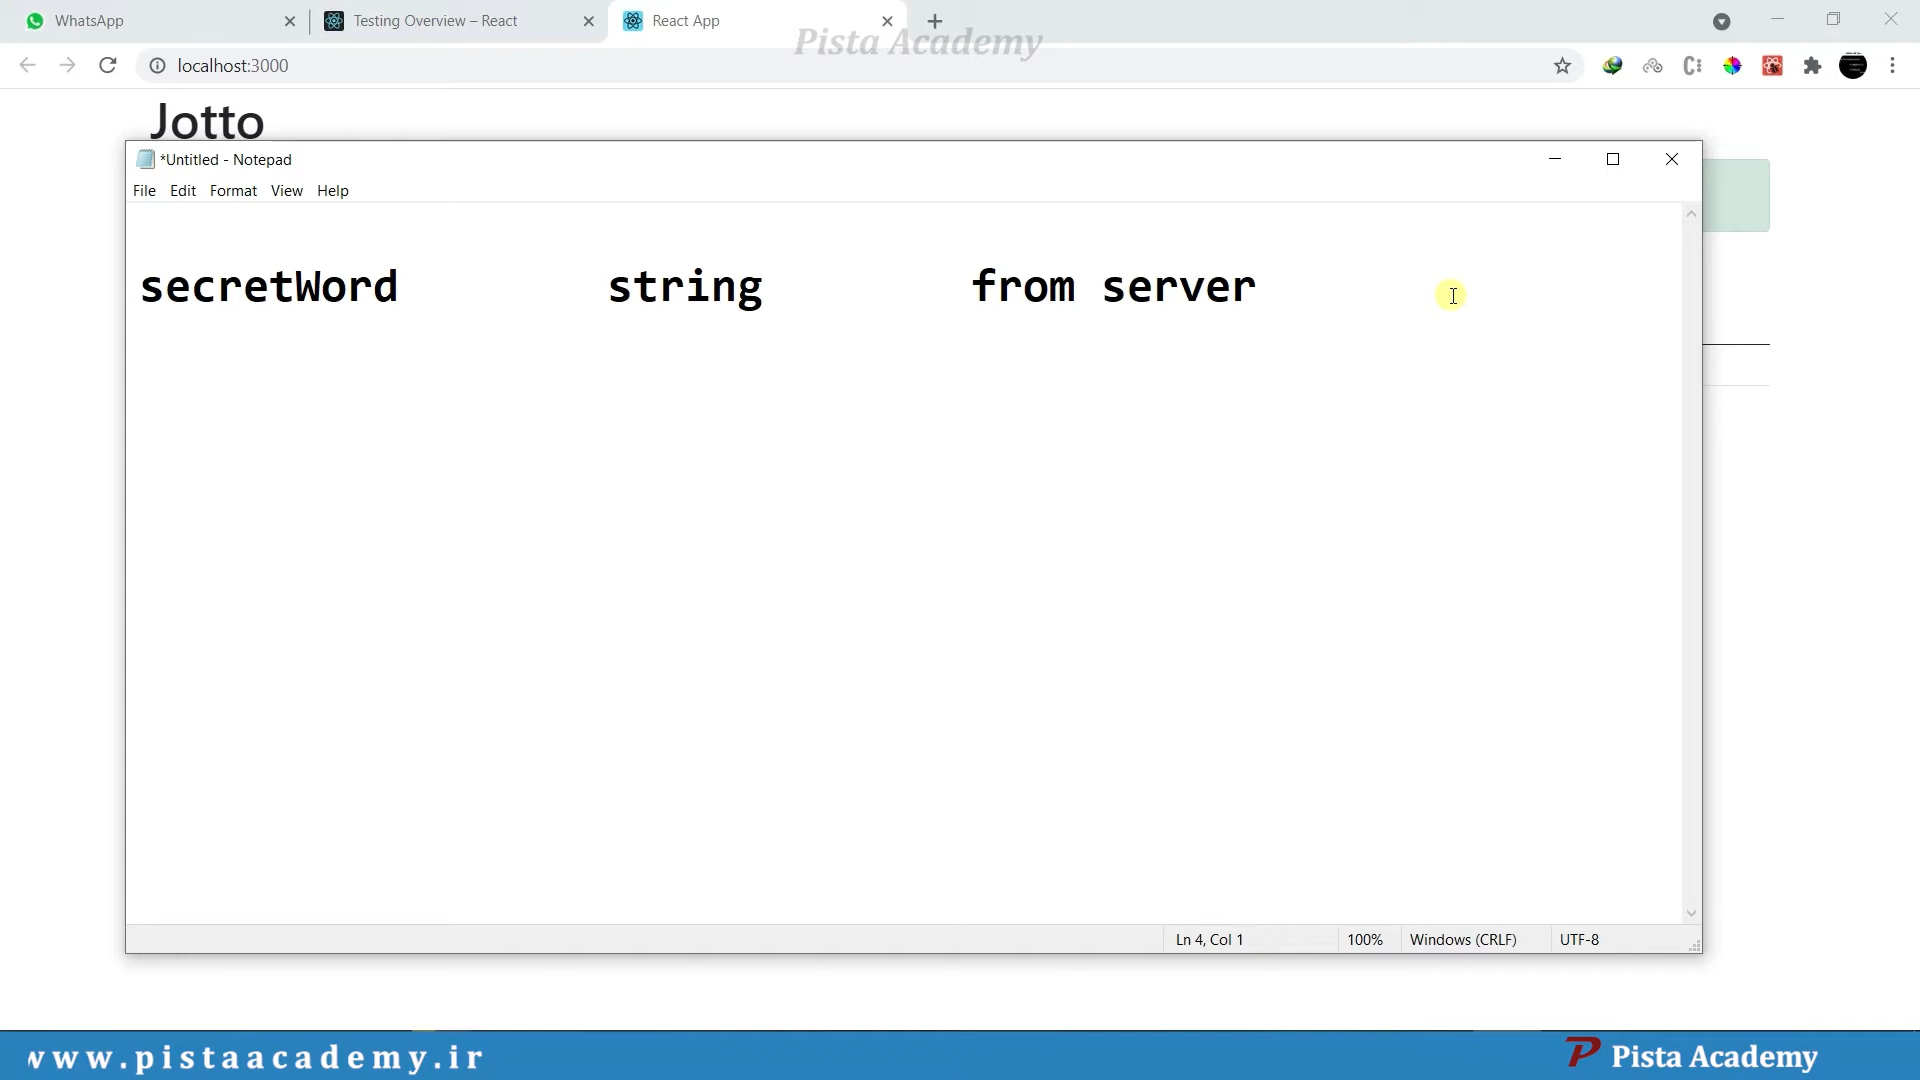 WhatsApp
Testing Overview – React
React App
Pista Academy
localhost:3000
Jotto
*Untitled - Notepad
File Edit Format View Help
secretWord string from server
Ln 4, Col 1 100% Windows (CRLF) UTF-8
www.pistaacademy.ir
Pista Academy